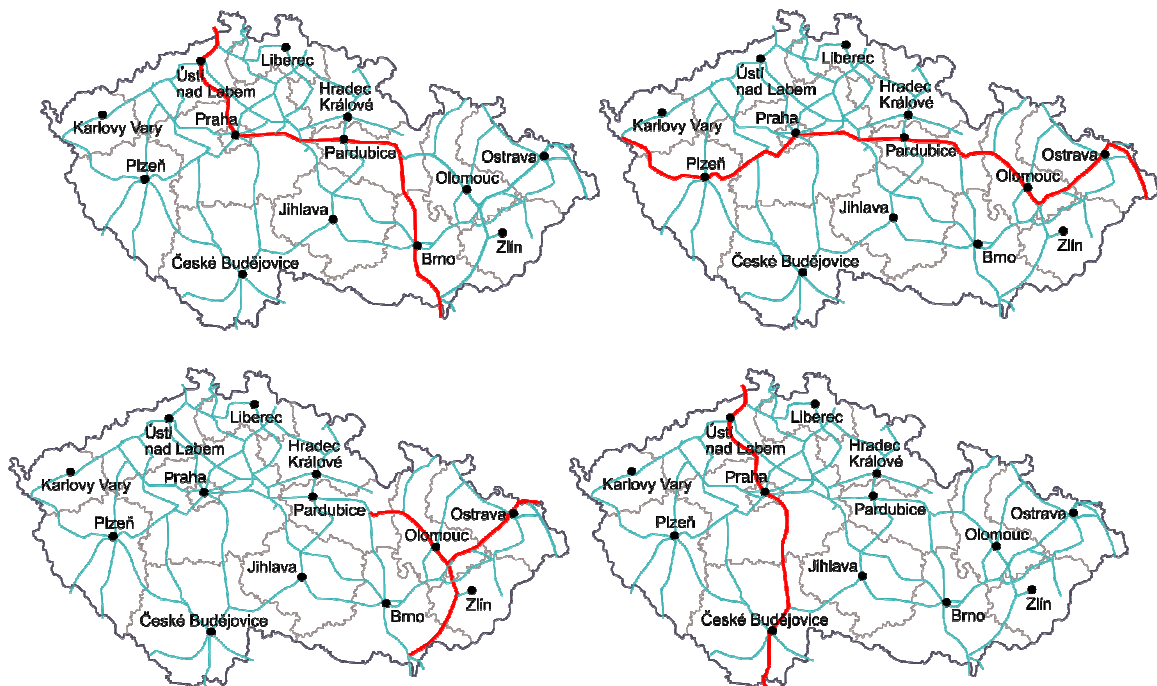 Liberec
Ústí
nad Labem
Hradec
Králové
Karlovy Vary
Praha
Pardubice
Ostrava
Plzeň
Olomouc
Jihlava
Zlín
Brno
České Budějovice
Liberec
Ústí
nad Labem
Hradec
Králové
Karlovy Vary
Praha
Pardubice
Ostrava
Plzeň
Olomouc
Jihlava
Zlín
Brno
České Budějovice
Liberec
Ústí
nad Labem
Hradec
Králové
Karlovy Vary
Praha
Pardubice
Ostrava
Plzeň
Olomouc
Jihlava
Zlín
Brno
České Budějovice
Liberec
Ústí
nad Labem
Hradec
Králové
Karlovy Vary
Praha
Pardubice
Ostrava
Plzeň
Olomouc
Jihlava
Zlín
Brno
České Budějovice